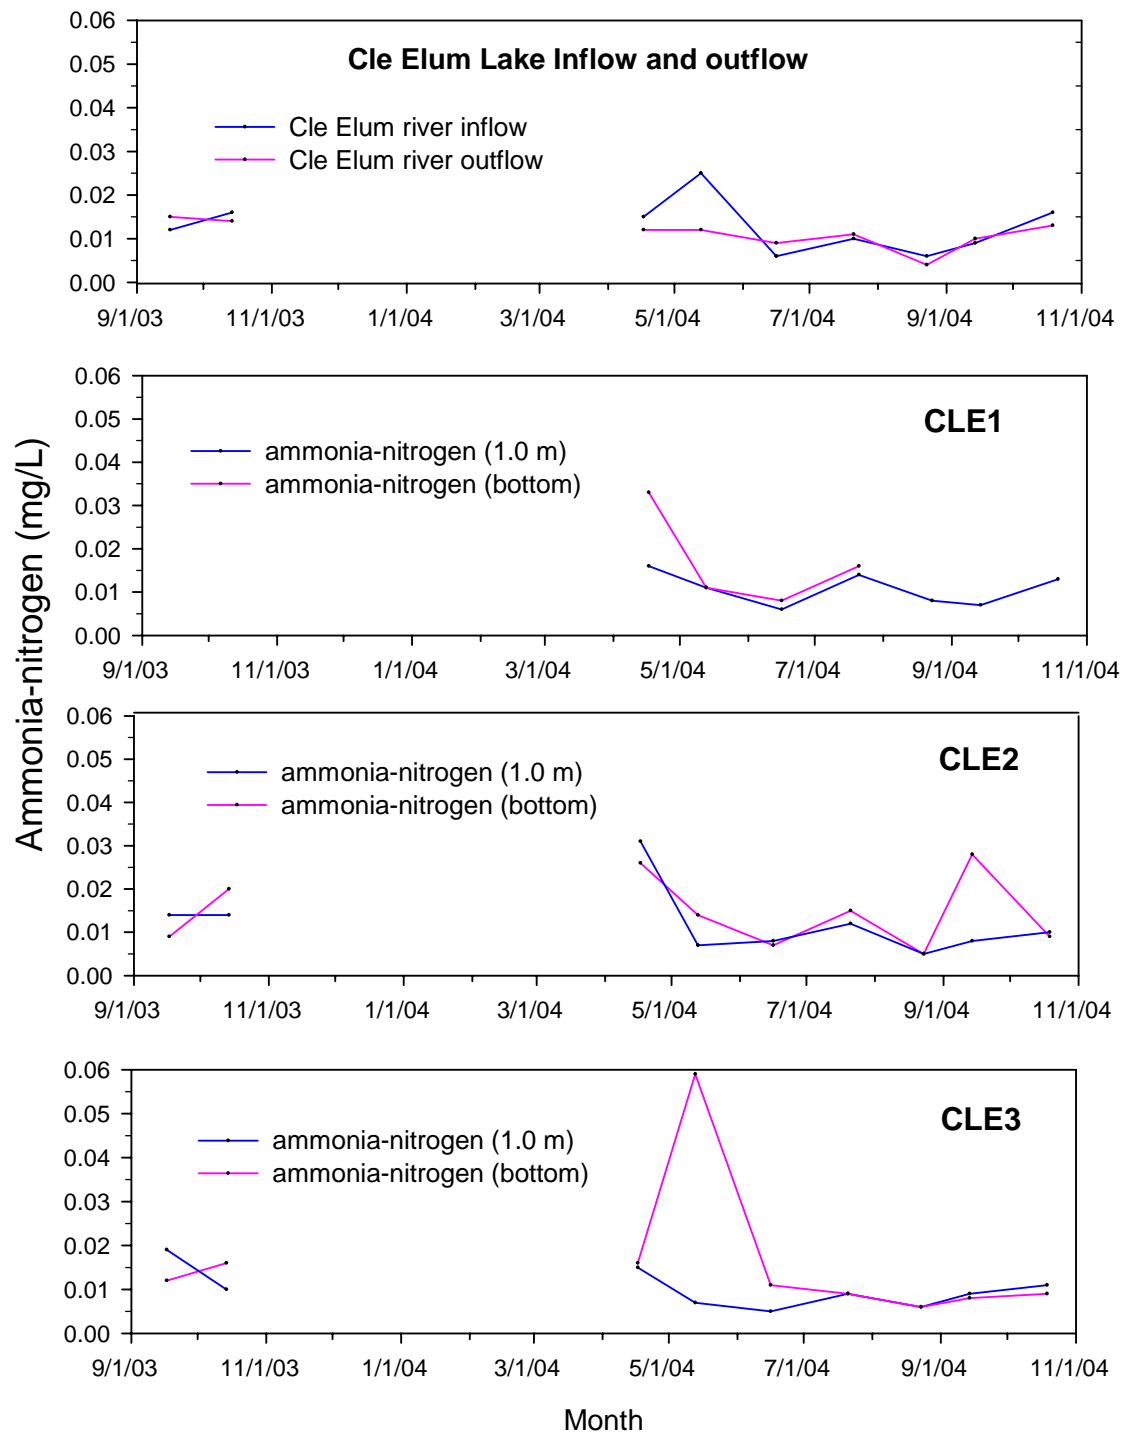 Ammonia-nitrogen (mg/L)
0.06
0.05
0.04
0.03
0.02
0.01
0.00
Cle Elum Lake Inflow and outflow
Cle Elum river inflow
Cle Elum river outflow
9/1/03 11/1/03 1/1/04 3/1/04 5/1/04 7/1/04 9/1/04 11/1/04
0.06
0.05
0.04
0.03
0.02
0.01
0.00
CLE1
ammonia-nitrogen (1.0 m)
ammonia-nitrogen (bottom)
9/1/03 11/1/03 1/1/04 3/1/04 5/1/04 7/1/04 9/1/04 11/1/04
0.06
0.05
0.04
0.03
0.02
0.01
0.00
CLE2
ammonia-nitrogen (1.0 m)
ammonia-nitrogen (bottom)
9/1/03 11/1/03 1/1/04 3/1/04 5/1/04 7/1/04 9/1/04 11/1/04
0.06
0.05
0.04
0.03
0.02
0.01
0.00
CLE3
ammonia-nitrogen (1.0 m)
ammonia-nitrogen (bottom)
9/1/03 11/1/03 1/1/04 3/1/04 5/1/04 7/1/04 9/1/04 11/1/04
Month